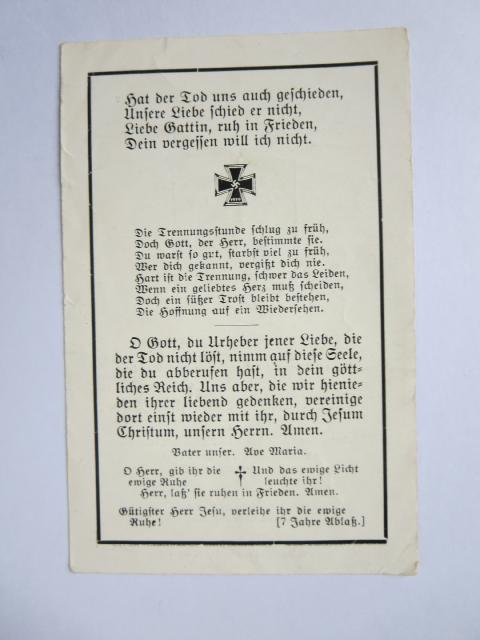 Hat der Tod uns auch geschieden,
Unsere Liebe schied er nicht,
Liebe Gattin, ruh in Frieden,
Dein vergessen will ich nicht.
1939
Die Trennungsstunde schlug zu früh,
Doch Gott, der Herr, bestimmte sie.
Du warst so gut, starbst viel zu früh,
Wer dich gekannt, vergißt dich nie.
Hart ist die Trennung, schwer das Leiden,
Wenn ein geliebtes Herz muß scheiden,
Doch ein süßer Trost bleibt bestehen,
Die Hoffnung auf ein Wiedersehen.
O Gott, du Urheber jener Liebe, die
der Tod nicht löst, nimm auf diese Seele,
die du abberufen hast, in dein gött-
liches Reich. Uns aber, die wir hienie-
den ihrer liebend gedenken, vereinige
dort einst wieder mit ihr, durch Jesum
Christum, unsern Herrn. Amen.
Vater unser. Ave Maria.
O Herr, gib ihr die ewige Ruhe † Und das ewige Licht leuchte ihr!
Herr, laß' sie ruhen in Frieden. Amen.
Gütigster Herr Jesu, verleihe ihr die ewige
Ruhe! [7 Jahre Ablaß.]